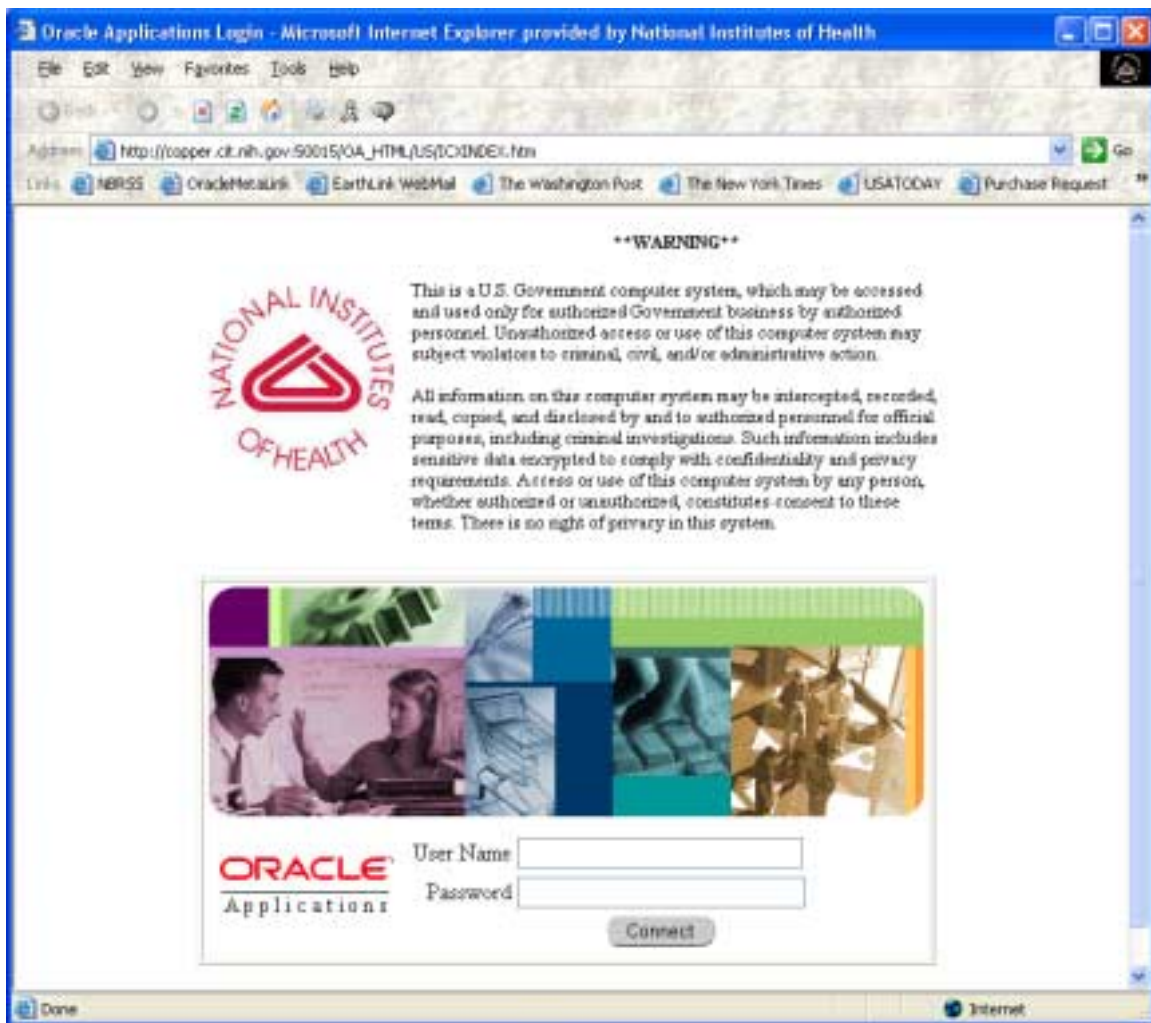 Oracle Applications Login - Microsoft Internet Explorer provided by National Institutes of Health
File Edit View Favorites Tools Help
Address http://copper.cit.nih.gov:50015/OA_HTML/US/ICXINDEX.htm Go
Links NBRSS OracleMetaLink EarthLink WebMail The Washington Post The New York Times USATODAY Purchase Request »
**WARNING**
NATIONAL INSTITUTES OF HEALTH
This is a U.S. Government computer system, which may be accessed
and used only for authorized Government business by authorized
personnel. Unauthorized access or use of this computer system may
subject violators to criminal, civil, and/or administrative action.
All information on this computer system may be intercepted, recorded,
read, copied, and disclosed by and to authorized personnel for official
purposes, including criminal investigations. Such information includes
sensitive data encrypted to comply with confidentiality and privacy
requirements. Access or use of this computer system by any person,
whether authorized or unauthorized, constitutes consent to these
terms. There is no right of privacy in this system.
ORACLE
Applications
User Name
Password
Connect
Done Internet